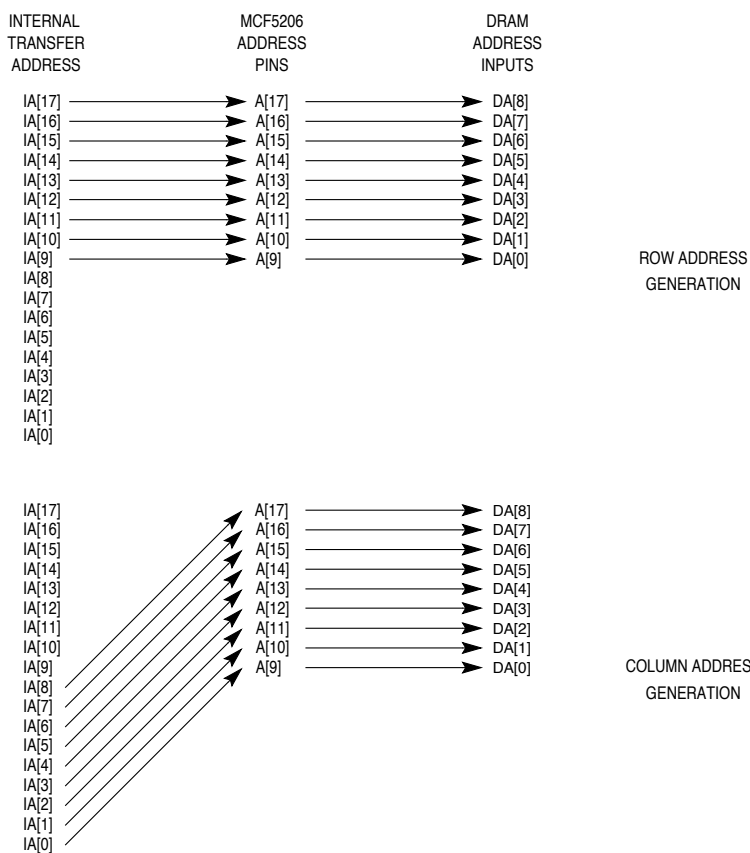 INTERNAL TRANSFER ADDRESS
MCF5206 ADDRESS PINS
DRAM ADDRESS INPUTS
IA[17] A[17] DA[8]
IA[16] A[16] DA[7]
IA[15] A[15] DA[6]
IA[14] A[14] DA[5]
IA[13] A[13] DA[4]
IA[12] A[12] DA[3]
IA[11] A[11] DA[2]
IA[10] A[10] DA[1]
IA[9] A[9] DA[0]
IA[8]
IA[7]
IA[6]
IA[5]
IA[4]
IA[3]
IA[2]
IA[1]
IA[0]
ROW ADDRESS
GENERATION
IA[17] A[17] DA[8]
IA[16] A[16] DA[7]
IA[15] A[15] DA[6]
IA[14] A[14] DA[5]
IA[13] A[13] DA[4]
IA[12] A[12] DA[3]
IA[11] A[11] DA[2]
IA[10] A[10] DA[1]
IA[9] A[9] DA[0]
IA[8]
IA[7]
IA[6]
IA[5]
IA[4]
IA[3]
IA[2]
IA[1]
IA[0]
COLUMN ADDRES
GENERATION